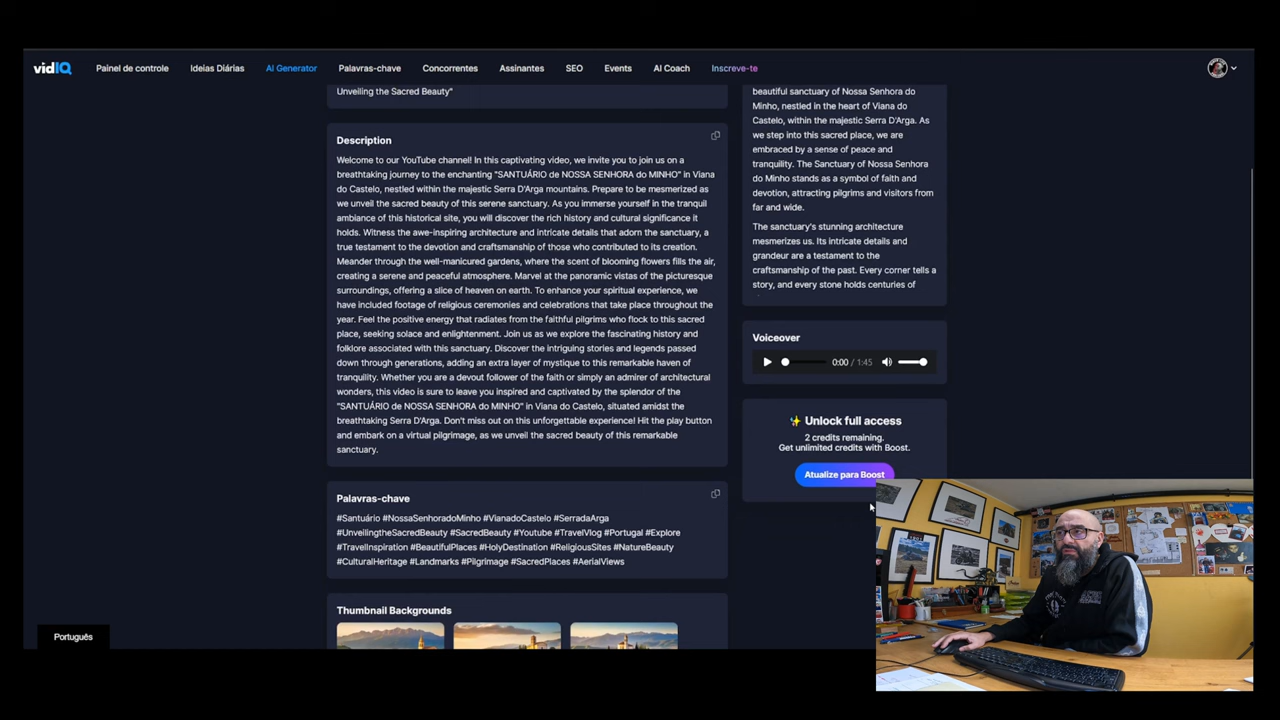 vidIQ Painel de controle Ideias Diárias AI Generator Palavras-chave Concorrentes Assinantes SEO Events AI Coach Inscreve-te
Unveiling the Sacred Beauty"
Description
Welcome to our YouTube channel! In this captivating video, we invite you to join us on a
breathtaking journey to the enchanting "SANTUÁRIO de NOSSA SENHORA do MINHO" in Viana
do Castelo, nestled within the majestic Serra D'Arga mountains. Prepare to be mesmerized as
we unveil the sacred beauty of this serene sanctuary. As you immerse yourself in the tranquil
ambiance of this historical site, you will discover the rich history and cultural significance it
holds. Witness the awe-inspiring architecture and intricate details that adorn the sanctuary, a
true testament to the devotion and craftsmanship of those who contributed to its creation.
Meander through the well-manicured gardens, where the scent of blooming flowers fills the air,
creating a serene and peaceful atmosphere. Marvel at the panoramic vistas of the picturesque
surroundings, offering a slice of heaven on earth. To enhance your spiritual experience, we
have included footage of religious ceremonies and celebrations that take place throughout the
year. Feel the positive energy that radiates from the faithful pilgrims who flock to this sacred
place, seeking solace and enlightenment. Join us as we explore the fascinating history and
folklore associated with this sanctuary. Discover the intriguing stories and legends passed
down through generations, adding an extra layer of mystique to this remarkable haven of
tranquility. Whether you are a devout follower of the faith or simply an admirer of architectural
wonders, this video is sure to leave you inspired and captivated by the splendor of the
"SANTUÁRIO de NOSSA SENHORA do MINHO" in Viana do Castelo, situated amidst the
breathtaking Serra D'Arga. Don't miss out on this unforgettable experience! Hit the play button
and embark on a virtual pilgrimage, as we unveil the sacred beauty of this remarkable
sanctuary.
Palavras-chave
#Santuário #NossaSenhoradoMinho #VianadoCastelo #SerradaArga
#UnveilingtheSacredBeauty #SacredBeauty #Youtube #TravelVlog #Portugal #Explore
#TravelInspiration #BeautifulPlaces #HolyDestination #ReligiousSites #NatureBeauty
#CulturalHeritage #Landmarks #Pilgrimage #SacredPlaces #AerialViews
Thumbnail Backgrounds
beautiful sanctuary of Nossa Senhora do
Minho, nestled in the heart of Viana do
Castelo, within the majestic Serra D'Arga. As
we step into this sacred place, we are
embraced by a sense of peace and
tranquility. The Sanctuary of Nossa Senhora
do Minho stands as a symbol of faith and
devotion, attracting pilgrims and visitors from
far and wide.
The sanctuary's stunning architecture
mesmerizes us. Its intricate details and
grandeur are a testament to the
craftsmanship of the past. Every corner tells a
story, and every stone holds centuries of
Voiceover
0:00 / 1:45
✨ Unlock full access
2 credits remaining.
Get unlimited credits with Boost.
Atualize para Boost
Português